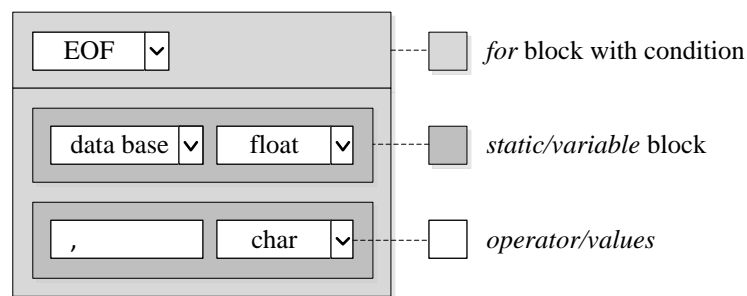 EOF
for block with condition
data base float
static/variable block
, char
operator/values